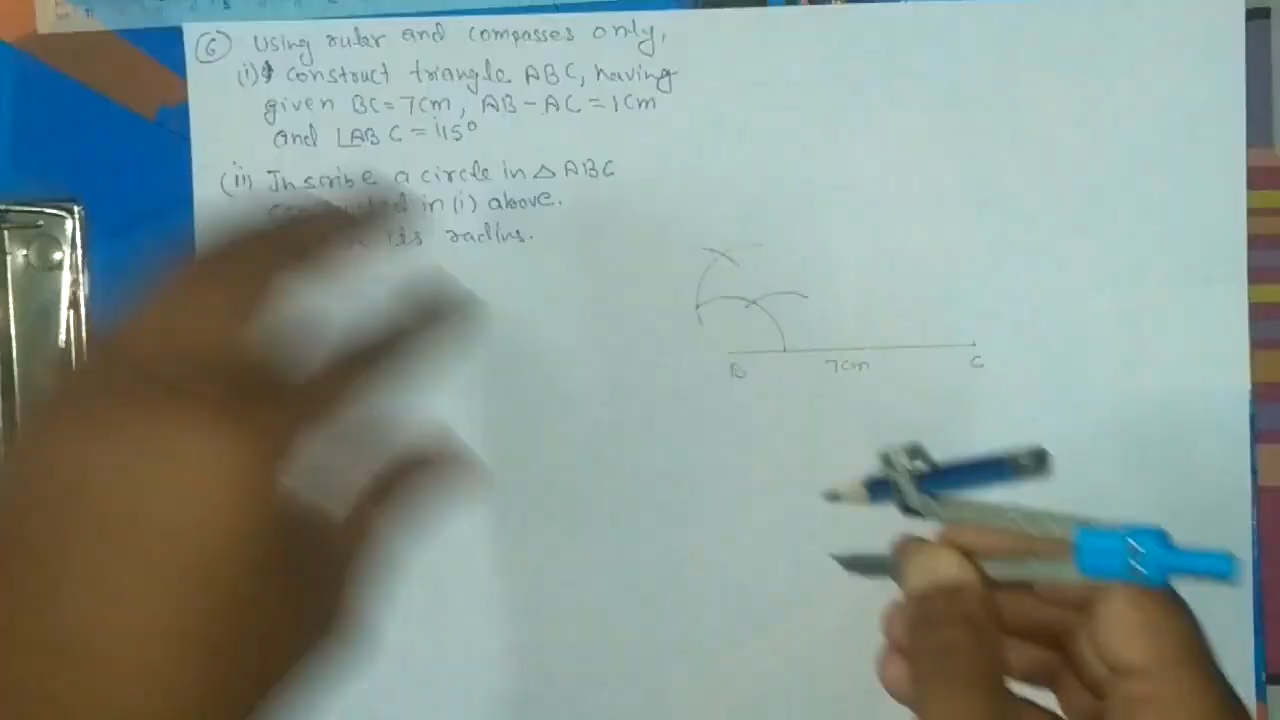 6 Using ruler and compasses only,
(i) construct triangle ABC, having
given BC = 7cm, AB - AC = 1cm
and ∠ABC = 45°
(ii) Inscribe a circle in △ ABC
in (i) above.
its radius.
B 7cm C